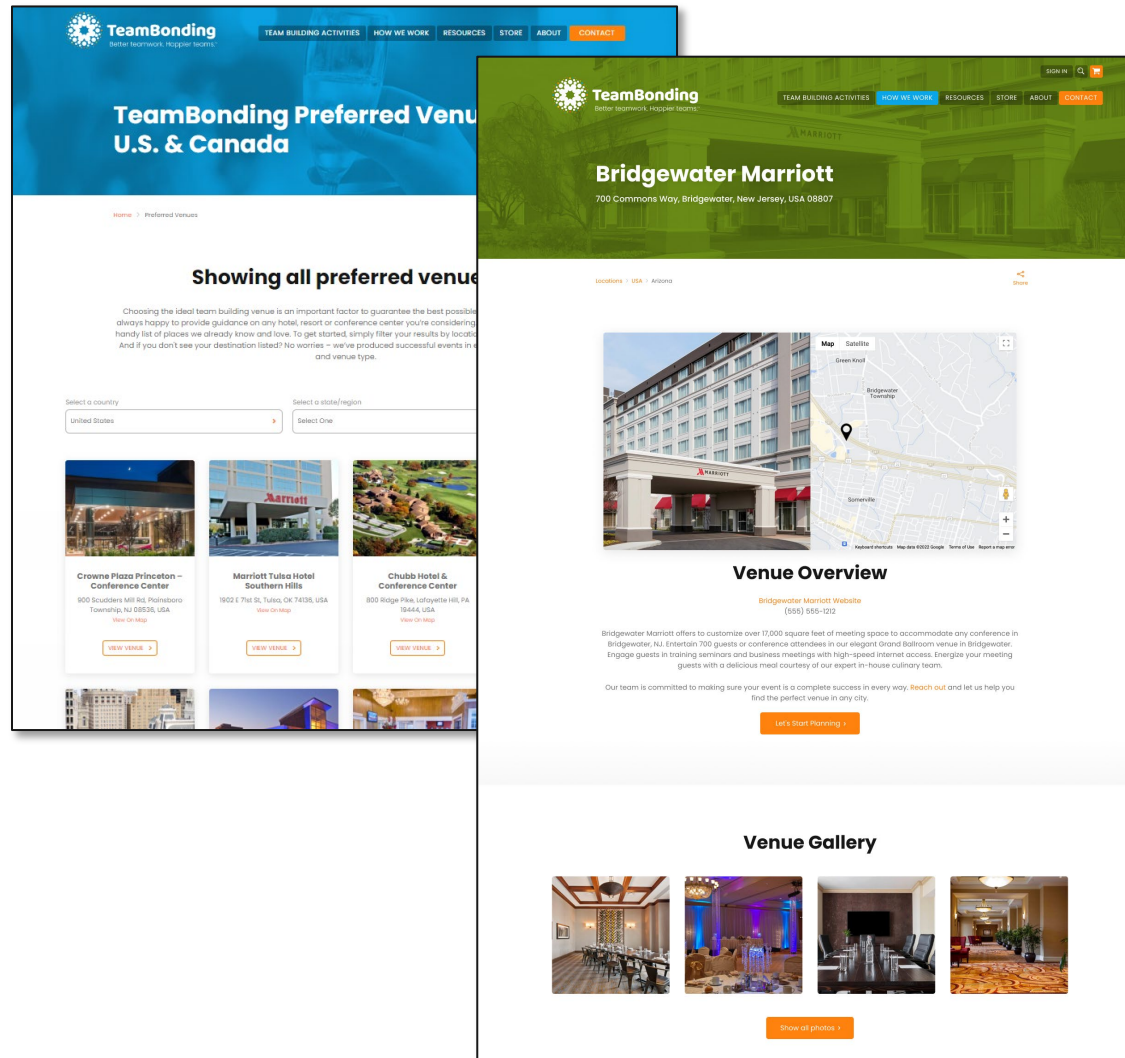 TeamBonding
Better teamwork. Happier teams.
TEAM BUILDING ACTIVITIES HOW WE WORK RESOURCES STORE ABOUT CONTACT
TeamBonding Preferred Venu
U.S. & Canada
Home > Preferred Venues
Showing all preferred venue
Choosing the ideal team building venue is an important factor to guarantee the best possible
always happy to provide guidance on any hotel, resort or conference center you're considering
handy list of places we already know and love. To get started, simply filter your results by locatio
And if you don't see your destination listed? No worries – we've produced successful events in e
and venue type.
Select a country
United States
Select a state/region
Select One
Marriott
Crowne Plaza Princeton –
Conference Center
900 Scudders Mill Rd, Plainsboro
Township, NJ 08536, USA
View On Map
VIEW VENUE >
Marriott Tulsa Hotel
Southern Hills
1902 E 71st St, Tulsa, OK 74136, USA
View On Map
VIEW VENUE >
Chubb Hotel &
Conference Center
800 Ridge Pike, Lafayette Hill, PA
19444, USA
View On Map
VIEW VENUE >
SIGN IN
TeamBonding
Better teamwork. Happier teams.
TEAM BUILDING ACTIVITIES HOW WE WORK RESOURCES STORE ABOUT CONTACT
MARRIOTT
Bridgewater Marriott
700 Commons Way, Bridgewater, New Jersey, USA 08807
Locations > USA > Arizona
Share
MARRIOTT
Map Satellite
Green Knoll
Bridgewater
Township
Somerville
Keyboard shortcuts Map data ©2022 Google Terms of Use Report a map error
Venue Overview
Bridgewater Marriott Website
(555) 555-1212
Bridgewater Marriott offers to customize over 17,000 square feet of meeting space to accommodate any conference in
Bridgewater, NJ. Entertain 700 guests or conference attendees in our elegant Grand Ballroom venue in Bridgewater.
Engage guests in training seminars and business meetings with high-speed internet access. Energize your meeting
guests with a delicious meal courtesy of our expert in-house culinary team.
Our team is committed to making sure your event is a complete success in every way. Reach out and let us help you
find the perfect venue in any city.
Let's Start Planning >
Venue Gallery
Show all photos >